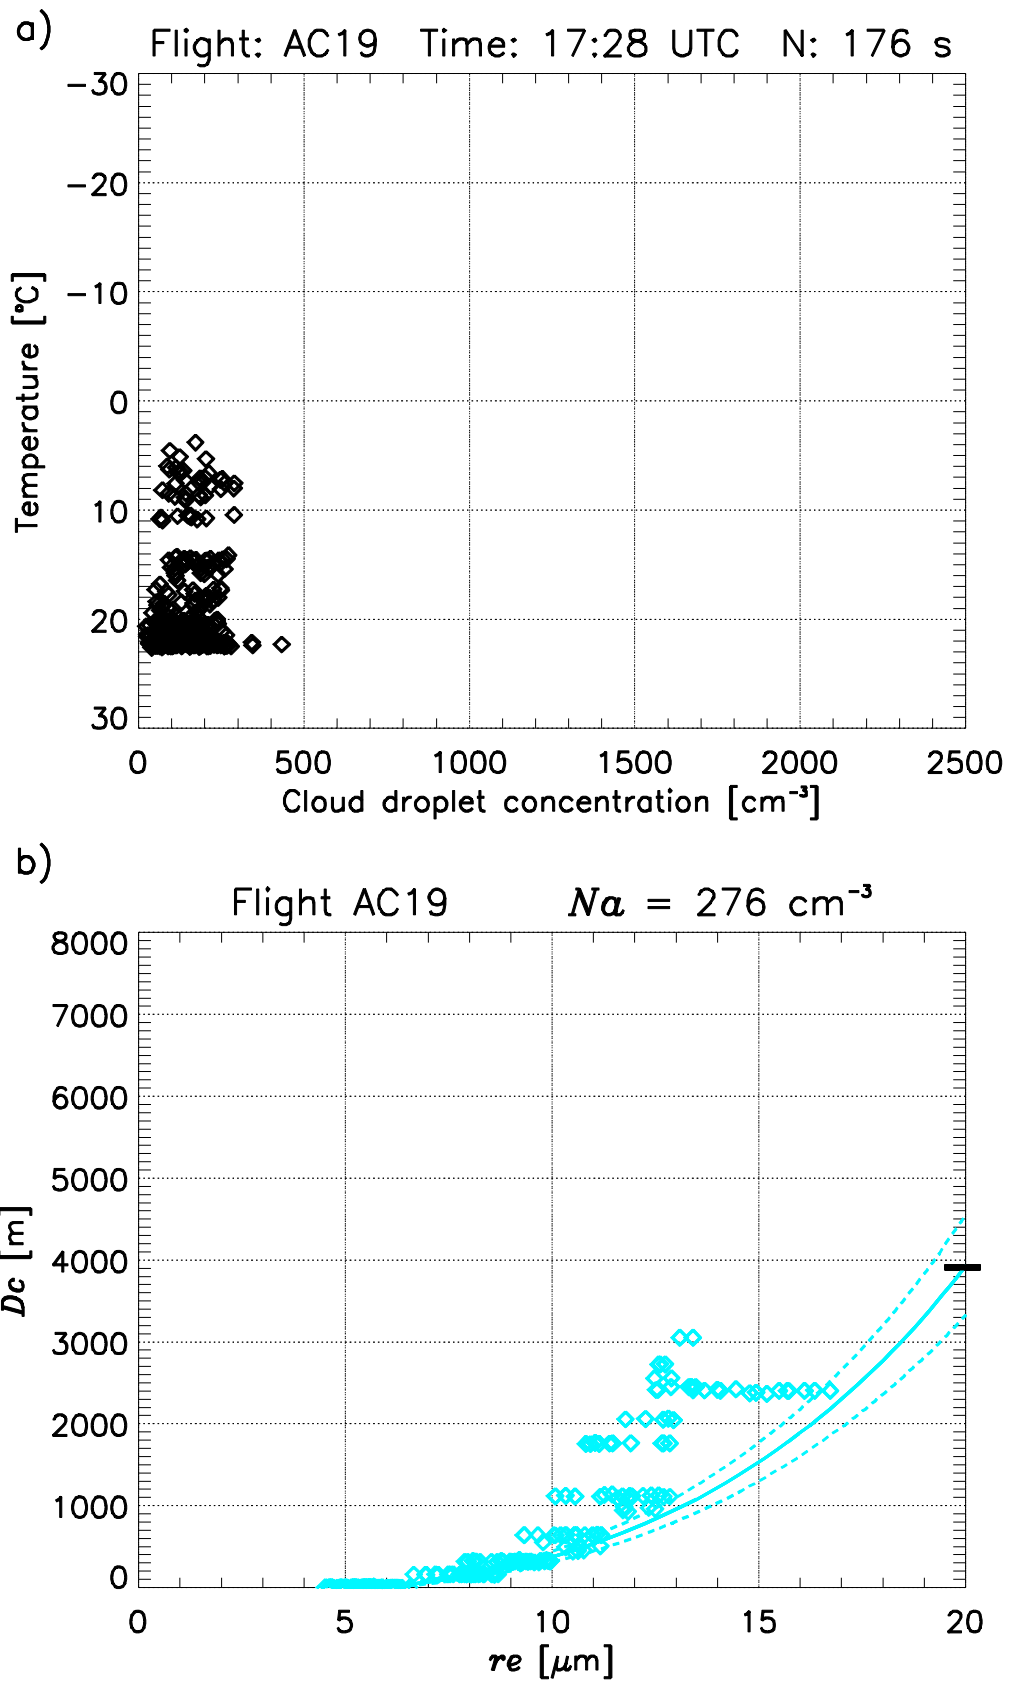 a)
Flight: AC19 Time: 17:28 UTC N: 176 s
−30
−20
−10
0
10
20
30
Temperature [°C]
0 500 1000 1500 2000 2500
Cloud droplet concentration [cm⁻³]
b)
Flight AC19 Na = 276 cm⁻³
8000
7000
6000
5000
4000
3000
2000
1000
0
Dc [m]
0 5 10 15 20
re [μm]